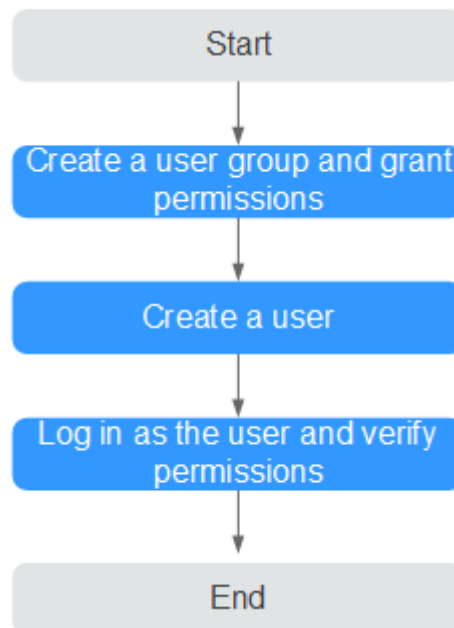 Start
Create a user group and grant
permissions
Create a user
Log in as the user and verify
permissions
End